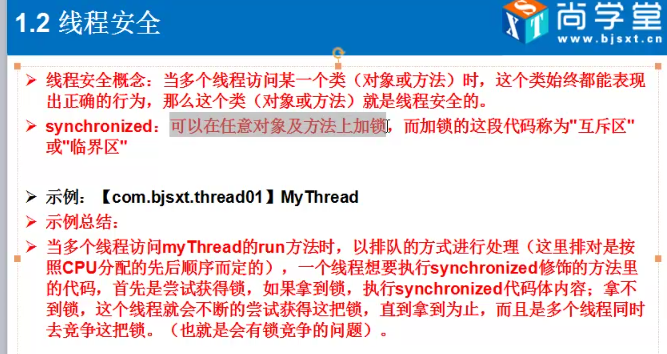 1.2 线程安全
尚学堂
SXT
www.bjsxt.cn
线程安全概念：当多个线程访问某一个类（对象或方法）时，这个类始终都能表现
出正确的行为，那么这个类（对象或方法）就是线程安全的。
synchronized：可以在任意对象及方法上加锁，而加锁的这段代码称为"互斥区"
或"临界区"
示例：【com.bjsxt.thread01】MyThread
示例总结：
当多个线程访问myThread的run方法时，以排队的方式进行处理（这里排对是按
照CPU分配的先后顺序而定的），一个线程想要执行synchronized修饰的方法里
的代码，首先是尝试获得锁，如果拿到锁，执行synchronized代码体内容；拿不
到锁，这个线程就会不断的尝试获得这把锁，直到拿到为止，而且是多个线程同时
去竞争这把锁。（也就是会有锁竞争的问题）。